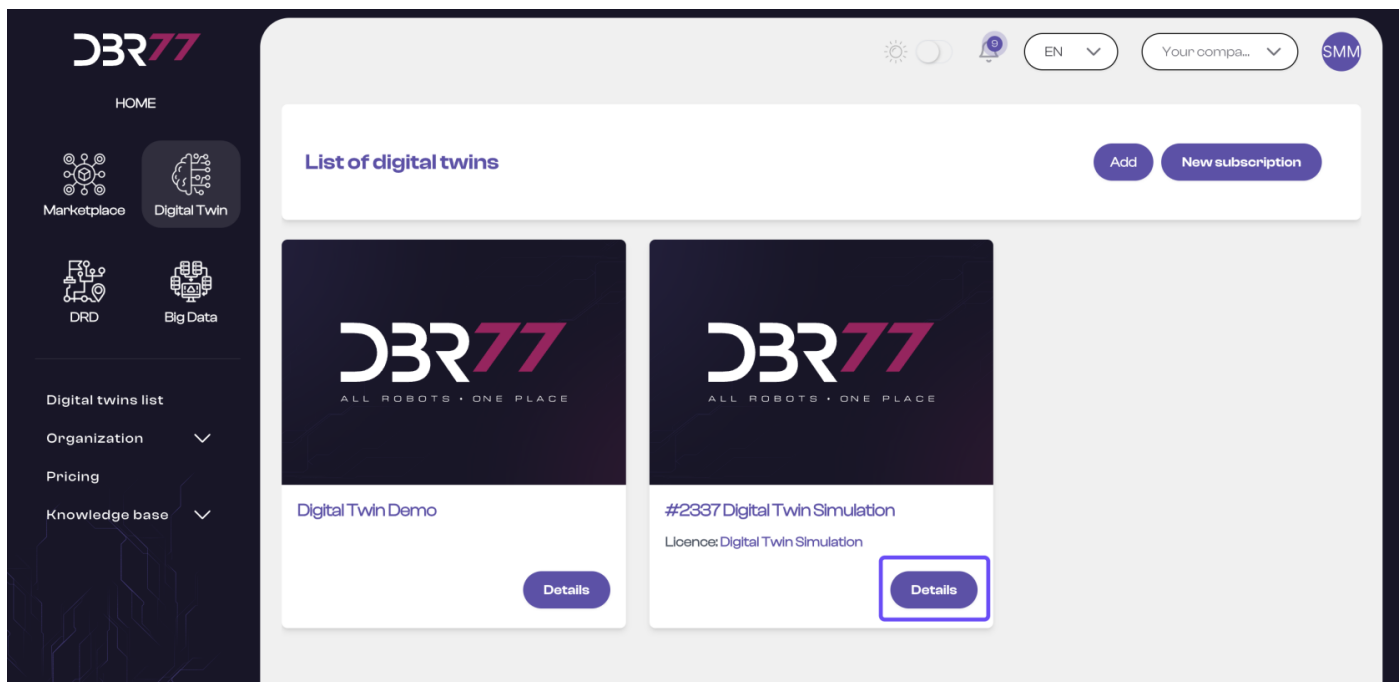 DBR77
HOME
Marketplace
Digital Twin
DRD
Big Data
Digital twins list
Organization
Pricing
Knowledge base
9
EN
Your compa...
SMM
List of digital twins
Add
New subscription
DBR77
ALL ROBOTS • ONE PLACE
Digital Twin Demo
Details
DBR77
ALL ROBOTS • ONE PLACE
#2337 Digital Twin Simulation
Licence: Digital Twin Simulation
Details